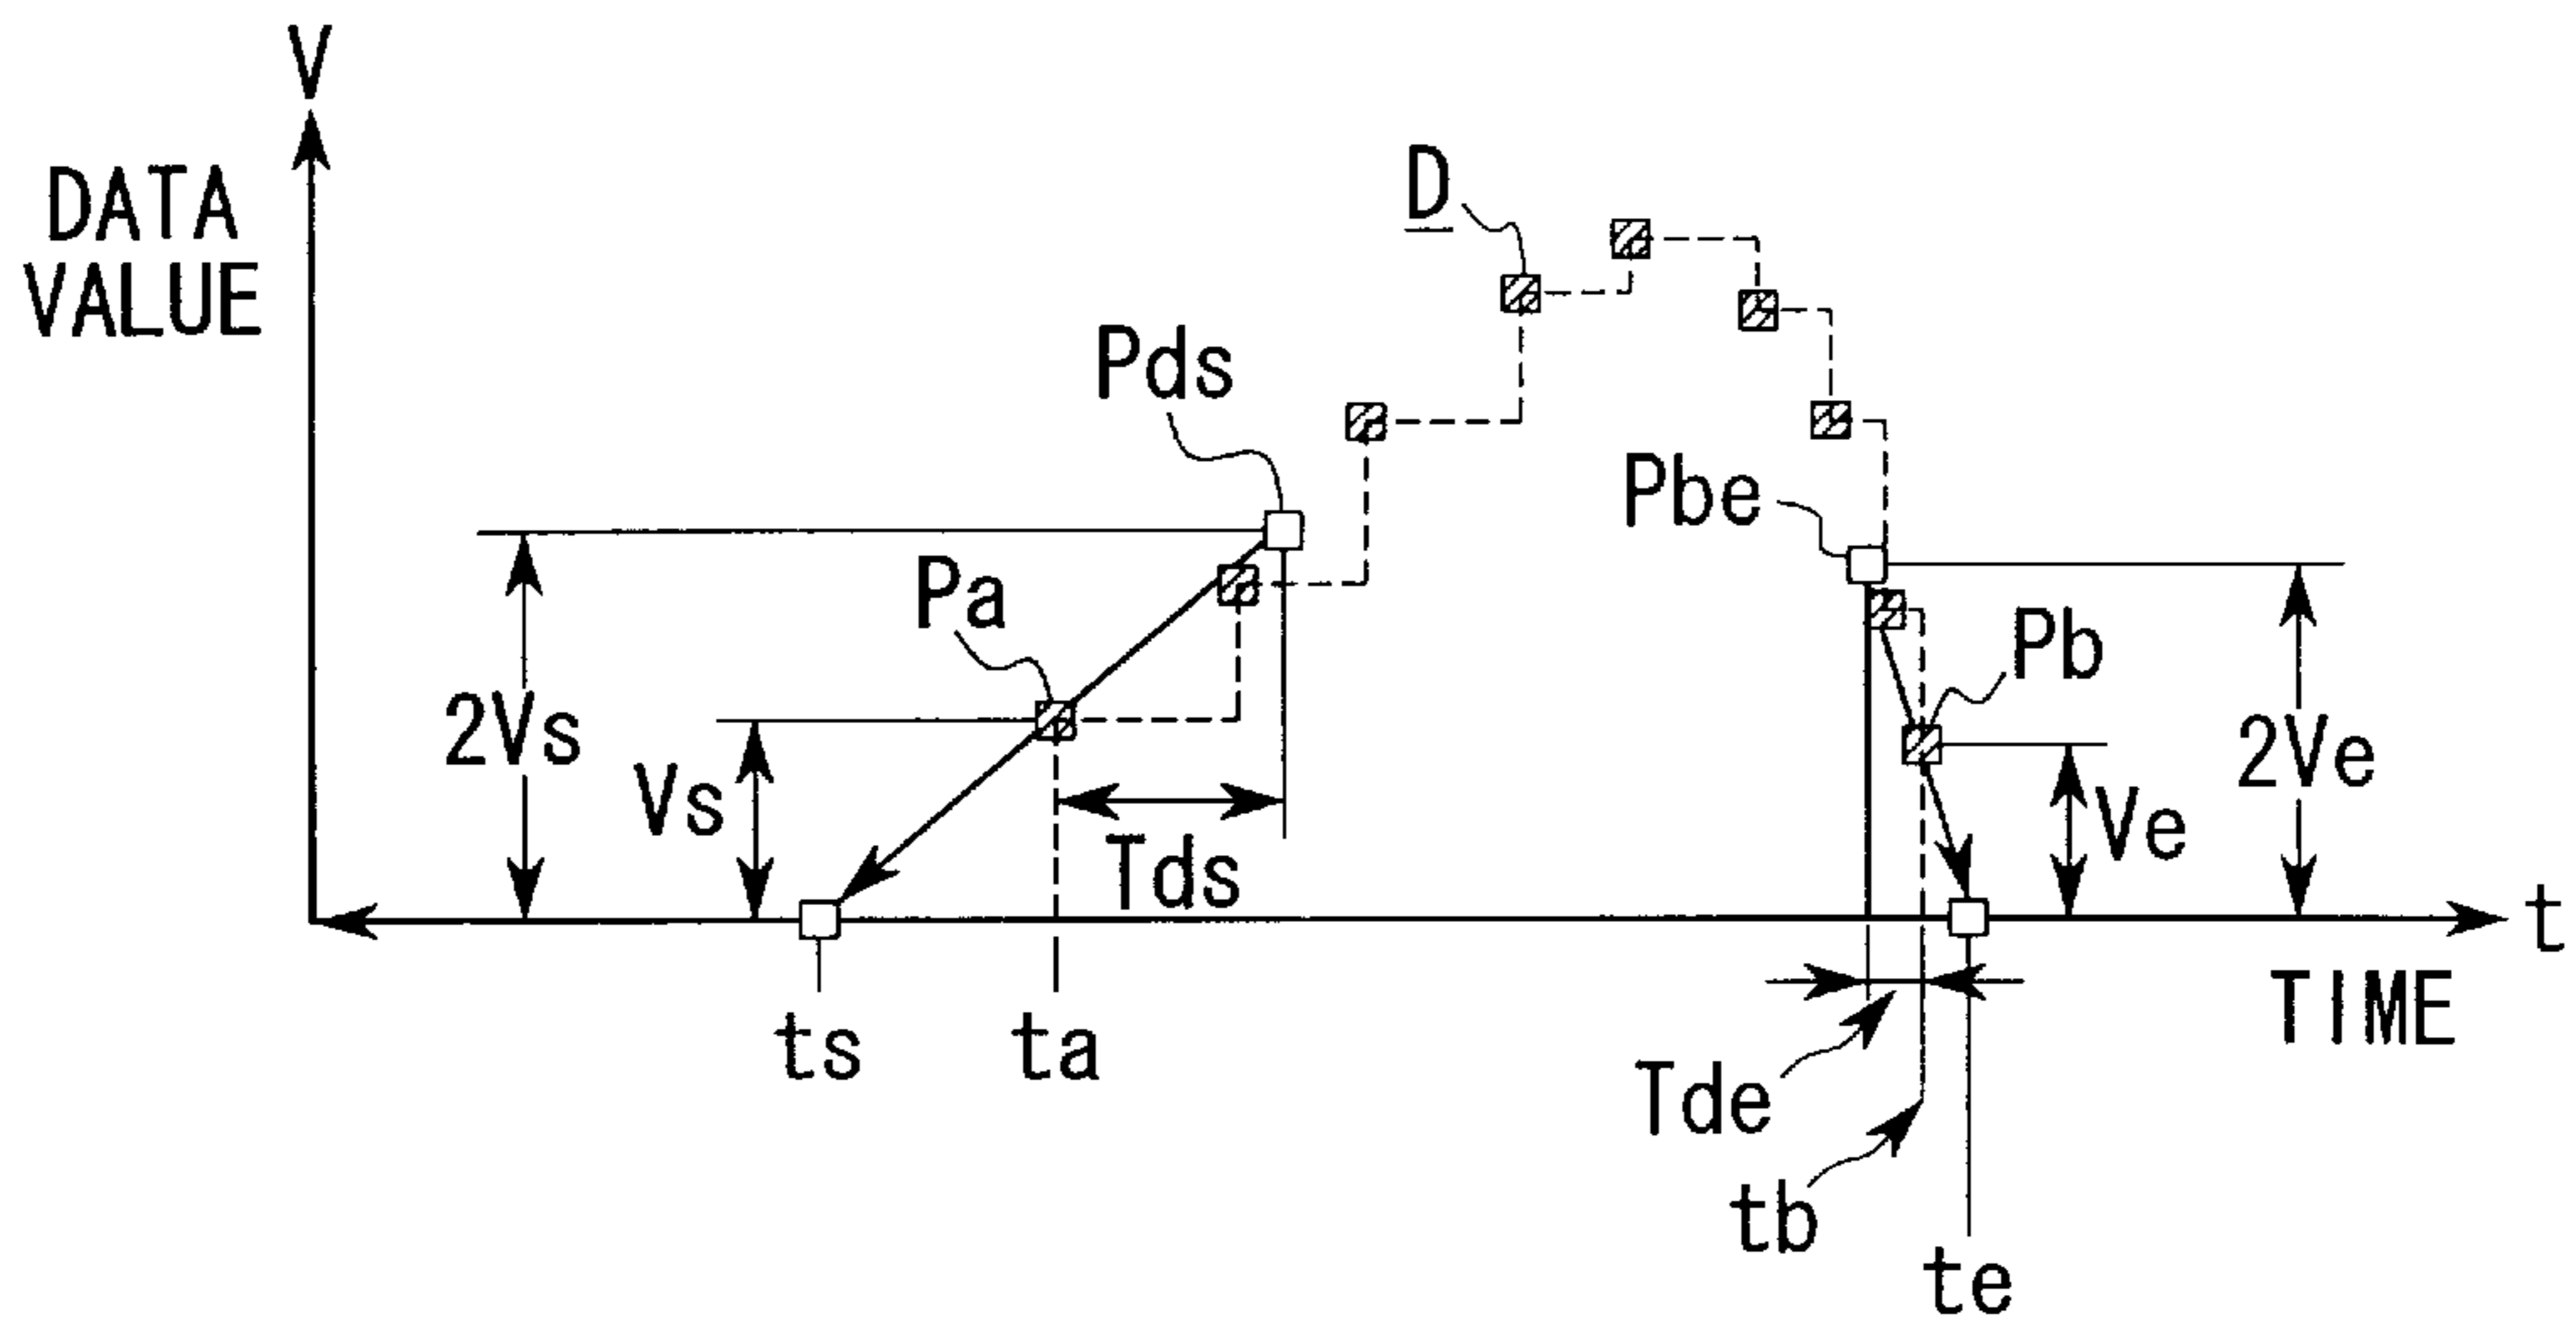 V
DATA
VALUE
D
Pds
Pbe
Pa
Pb
2Vs
Vs
Tds
2Ve
Ve
t
TIME
ts
ta
Tde
tb
te